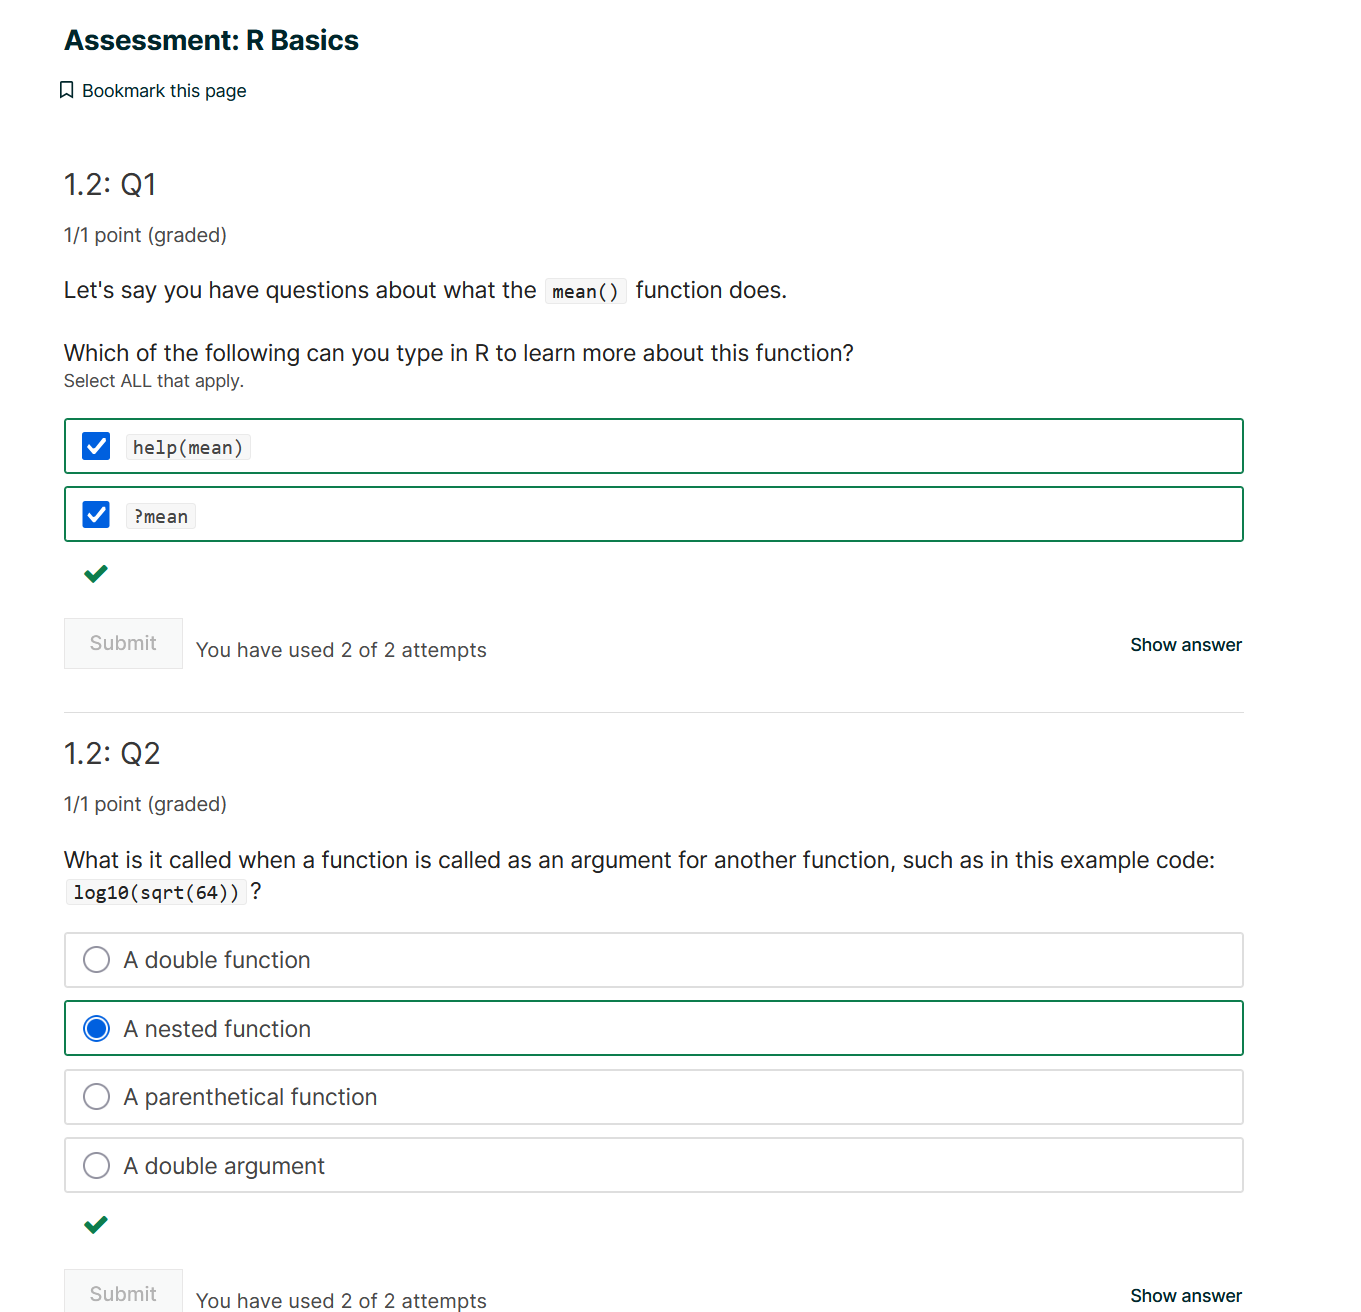 Assessment: R Basics
Bookmark this page
1.2: Q1
1/1 point (graded)
Let's say you have questions about what the mean() function does.
Which of the following can you type in R to learn more about this function?
Select ALL that apply.
help(mean)
?mean
Submit
You have used 2 of 2 attempts
Show answer
1.2: Q2
1/1 point (graded)
What is it called when a function is called as an argument for another function, such as in this example code:
log10(sqrt(64)) ?
A double function
A nested function
A parenthetical function
A double argument
Submit
You have used 2 of 2 attempts
Show answer